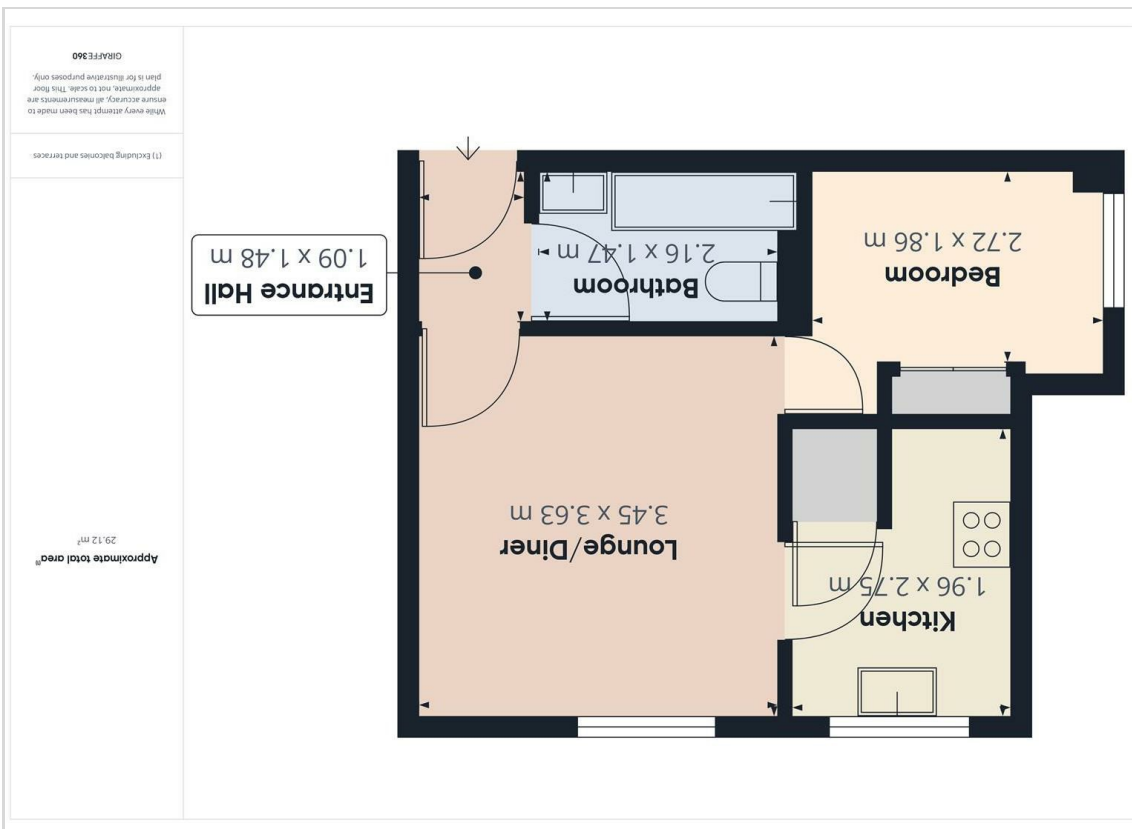 Kitchen
1.96 x 2.75 m
Lounge/Diner
3.45 x 3.63 m
Bedroom
2.72 x 1.86 m
Bathroom
2.16 x 1.47 m
Entrance Hall
1.09 x 1.48 m
Approximate total area⁽¹⁾
29.12 m²
(1) Excluding balconies and terraces
While every attempt has been made to
ensure accuracy, all measurements are
approximate, not to scale. This floor
plan is for illustrative purposes only.
GIRAFFE360